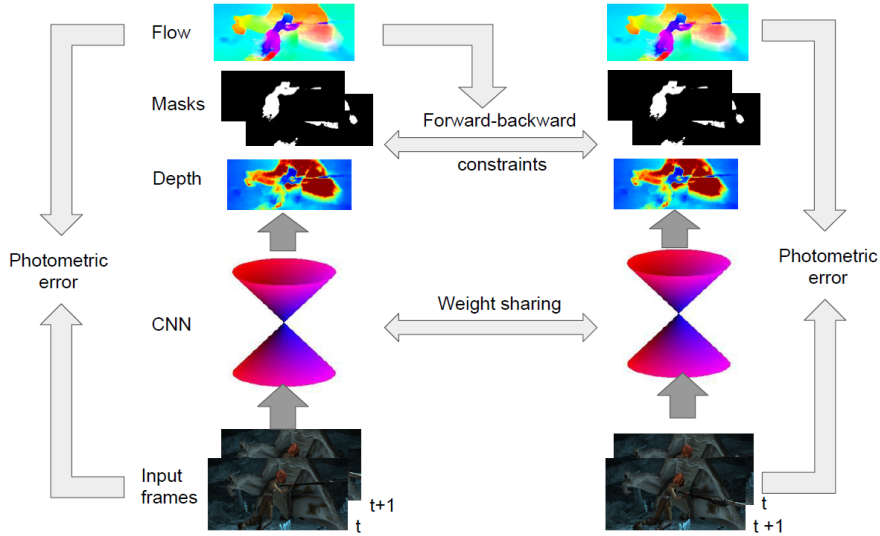 Flow
Masks
Forward-backward
constraints
Depth
Photometric
error
Photometric
error
Weight sharing
CNN
Input
frames
t+1
t
t
t +1